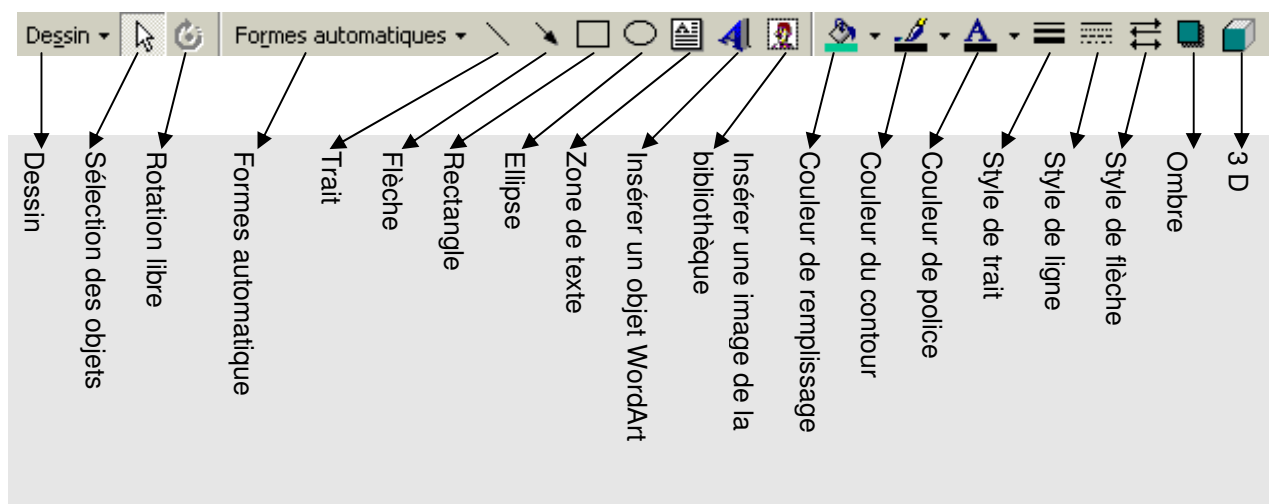 Dessin
Formes automatiques
Dessin
Sélection des objets
Rotation libre
Formes automatique
Trait
Flèche
Rectangle
Ellipse
Zone de texte
Insérer un objet WordArt
Insérer une image de la
bibliothèque
Couleur de remplissage
Couleur du contour
Couleur de police
Style de trait
Style de ligne
Style de flèche
Ombre
3 D